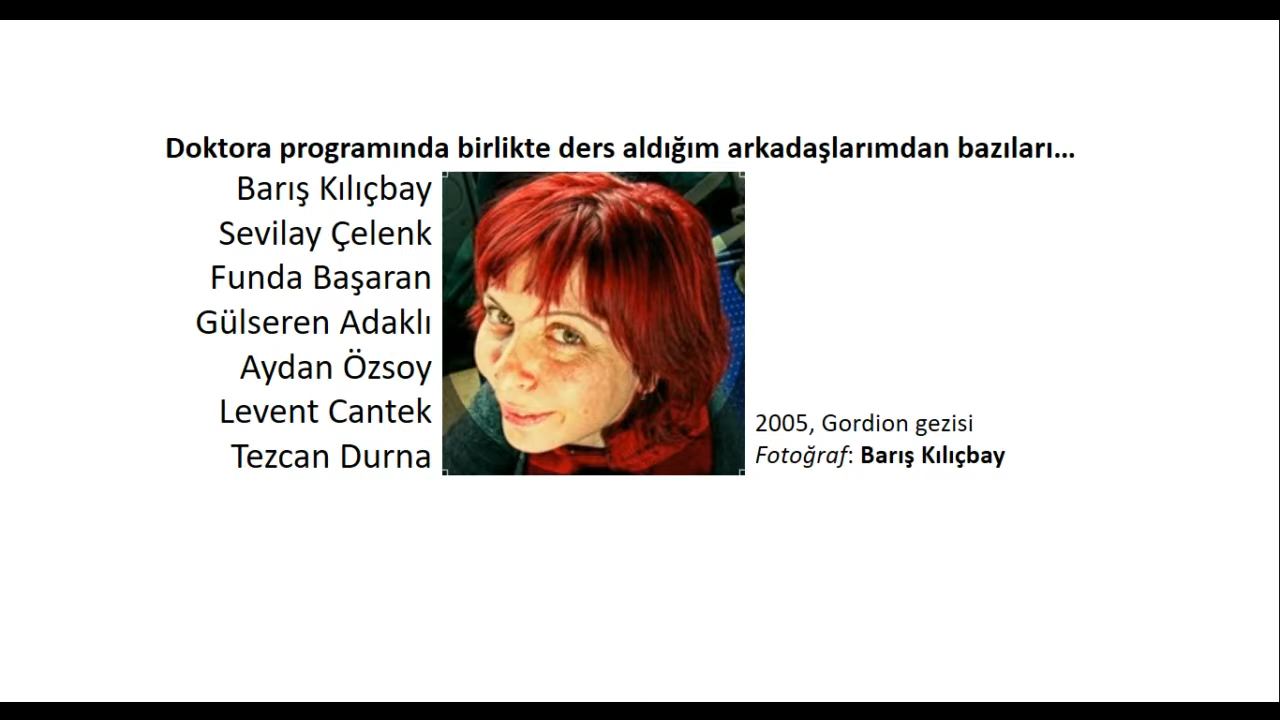 Doktora programında birlikte ders aldığım arkadaşlarımdan bazıları...
Barış Kılıçbay
Sevilay Çelenk
Funda Başaran
Gülseren Adaklı
Aydan Özsoy
Levent Cantek
Tezcan Durna
2005, Gordion gezisi
Fotoğraf: Barış Kılıçbay